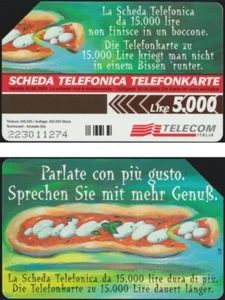 La Scheda Telefonica
da 15.000 lire
non finisce in un boccone.
Die Telefonkarte zu
15.000 Lire kriegt man nicht
in einem Bissen 'runter.
SCHEDA TELEFONICA TELEFONKARTE
Lire 5.000
223011274
TELECOM
ITALIA
Parlate con più gusto.
Sprechen Sie mit mehr Genuß.
La Scheda Telefonica da 15.000 lire dura di più.
Die Telefonkarte zu 15.000 Lire dauert länger.